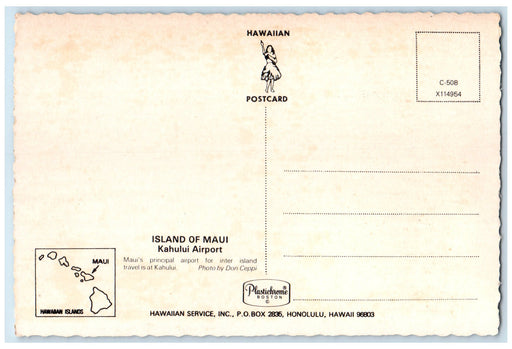 HAWAIIAN
POSTCARD
C-508
X114954
ISLAND OF MAUI
Kahului Airport
Maui's principal airport for inter island
travel is at Kahului. Photo by Don Ceppi
MAUI
HAWAIIAN ISLANDS
Plastichrome
BOSTON
©
HAWAIIAN SERVICE, INC., P.O. BOX 2835, HONOLULU, HAWAII 96803